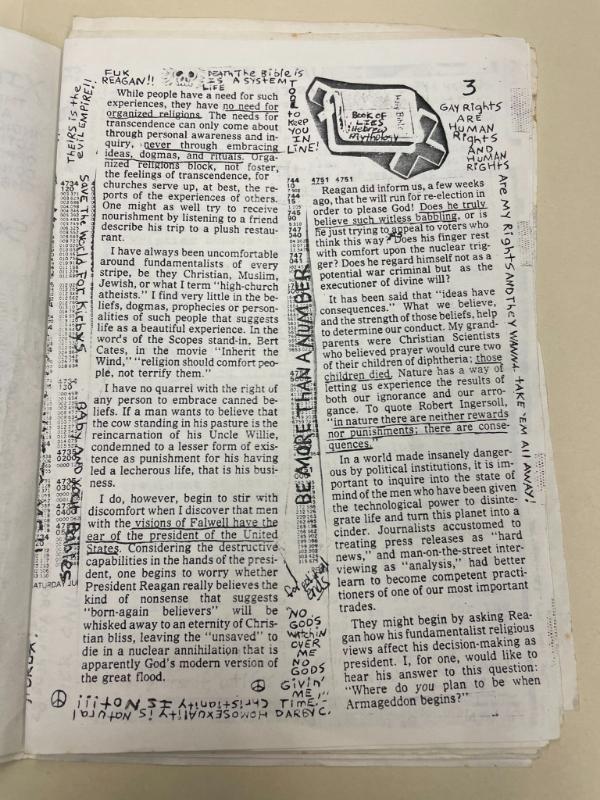 FUK
REAGAN!!
DEATH
IS
LIFE
The Bible is
A SYSTEM
TO
KEEP
YOU
IN
LINE!
Holy Bible
BOOK OF
LIES
Hebrew
Mythology
3
GAY Rights
ARE
HUMAN
Rights
AND
HUMAN
RIGHTS
ARE MY RIGHTS AND THEY WANNA TAKE 'EM All AWAY!
THEIRS is the
evil EMPIRE!!
While people have a need for such
experiences, they have no need for
organized religions. The needs for
transcendence can only come about
through personal awareness and in-
quiry, never through embracing
ideas, dogmas, and rituals. Orga-
nized religions block, not foster,
the feelings of transcendence, for
churches serve up, at best, the re-
ports of the experiences of others.
One might as well try to receive
nourishment by listening to a friend
describe his trip to a plush restau-
rant.
I have always been uncomfortable
around fundamentalists of every
stripe, be they Christian, Muslim,
Jewish, or what I term "high-church
atheists." I find very little in the be-
liefs, dogmas, prophecies or person-
alities of such people that suggests
life as a beautiful experience. In the
word's of the Scopes stand-in, Bert
Cates, in the movie "Inherit the
Wind," "religion should comfort peo-
ple, not terrify them."
I have no quarrel with the right of
any person to embrace canned be-
liefs. If a man wants to believe that
the cow standing in his pasture is the
reincarnation of his Uncle Willie,
condemned to a lesser form of exist-
ence as punishment for his having
led a lecherous life, that is his busi-
ness.
I do, however, begin to stir with
discomfort when I discover that men
with the visions of Falwell have the
ear of the president of the United
States. Considering the destructive
capabilities in the hands of the presi-
dent, one begins to worry whether
President Reagan really believes the
kind of nonsense that suggests
"born-again believers" will be
whisked away to an eternity of Chris-
tian bliss, leaving the "unsaved" to
die in a nuclear annihilation that is
apparently God's modern version of
the great flood.
BE MORE THAN A NUMBER
4751 4751
Reagan did inform us, a few weeks
ago, that he will run for re-election in
order to please God! Does he truly
believe such witless babbling, or is
he just trying to appeal to voters who
think this way? Does his finger rest
with comfort upon the nuclear trig-
ger? Does he regard himself not as a
potential war criminal but as the
executioner of divine will?
It has been said that "ideas have
consequences." What we believe,
and the strength of those beliefs, help
to determine our conduct. My grand-
parents were Christian Scientists
who believed prayer would cure two
of their children of diphtheria; those
children died. Nature has a way of
letting us experience the results of
both our ignorance and our arro-
gance. To quote Robert Ingersoll,
"in nature there are neither rewards
nor punishments; there are conse-
quences."
In a world made insanely danger-
ous by political institutions, it is im-
portant to inquire into the state of
mind of the men who have been given
the technological power to disinte-
grate life and turn this planet into a
cinder. Journalists accustomed to
treating press releases as "hard
news," and man-on-the-street inter-
viewing as "analysis," had better
learn to become competent practi-
tioners of one of our most important
trades.
They might begin by asking Rea-
gan how his fundamentalist religious
views affect his decision-making as
president. I, for one, would like to
hear his answer to this question:
"Where do you plan to be when
Armageddon begins?"
NO
GODS
Watchin
OVER
ME
NO
GODS
Givin'
ME
TIME!
DARBY C.
HOMOSEXUALITY is Natural
Christianity IS NOT!!!